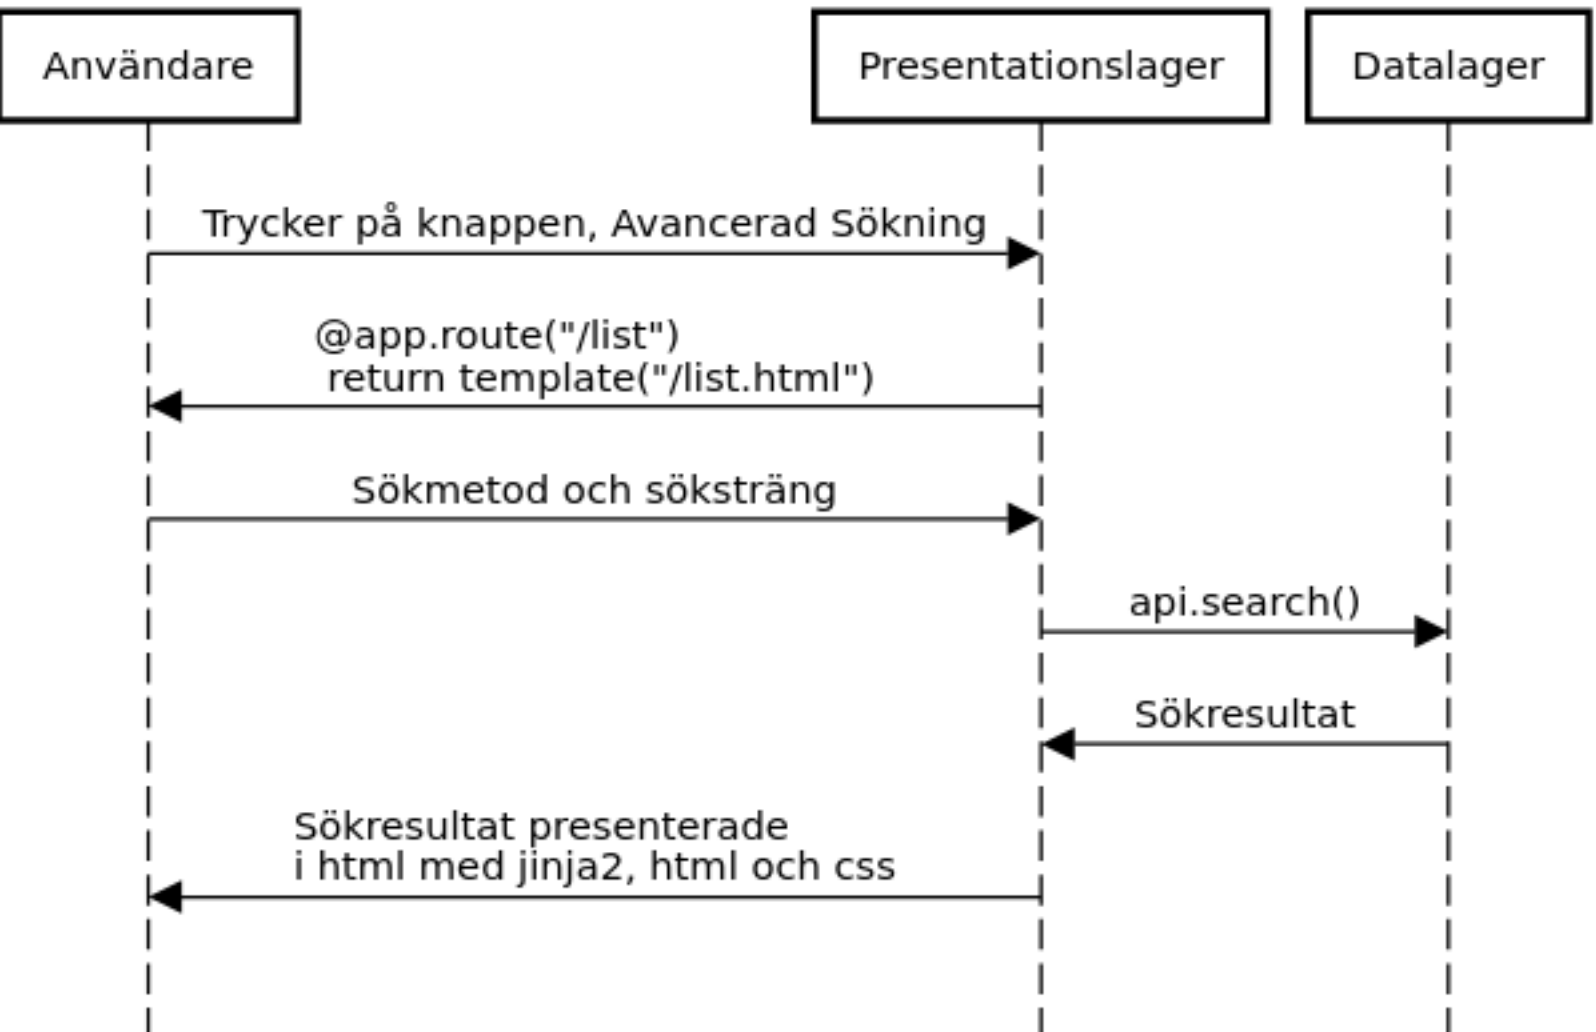 Användare
Presentationslager
Datalager
Trycker på knappen, Avancerad Sökning
@app.route("/list")
return template("/list.html")
Sökmetod och söksträng
api.search()
Sökresultat
Sökresultat presenterade
i html med jinja2, html och css